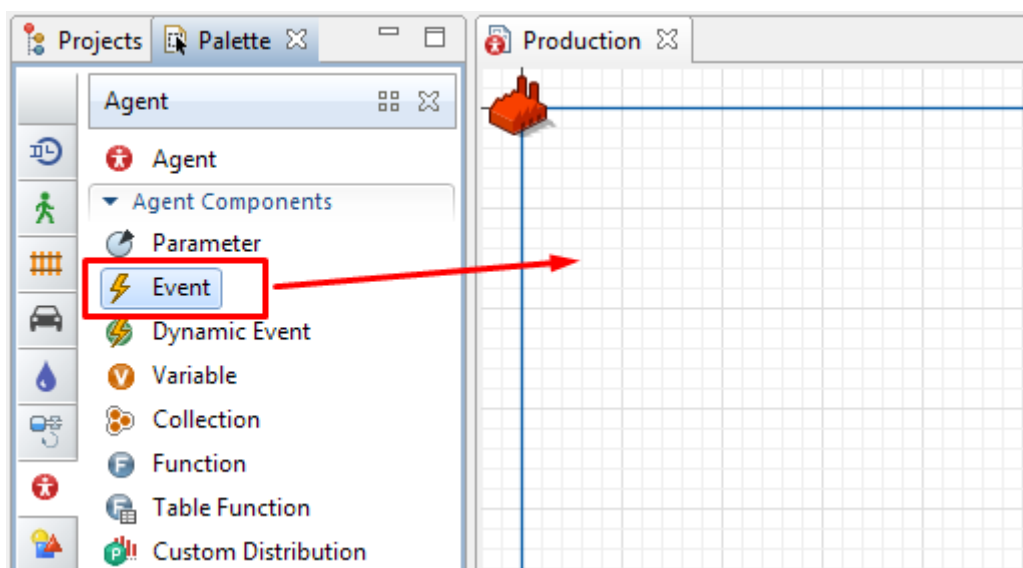 Projects Palette Production
Agent
Agent
Agent Components
Parameter
Event
Dynamic Event
Variable
Collection
Function
Table Function
Custom Distribution